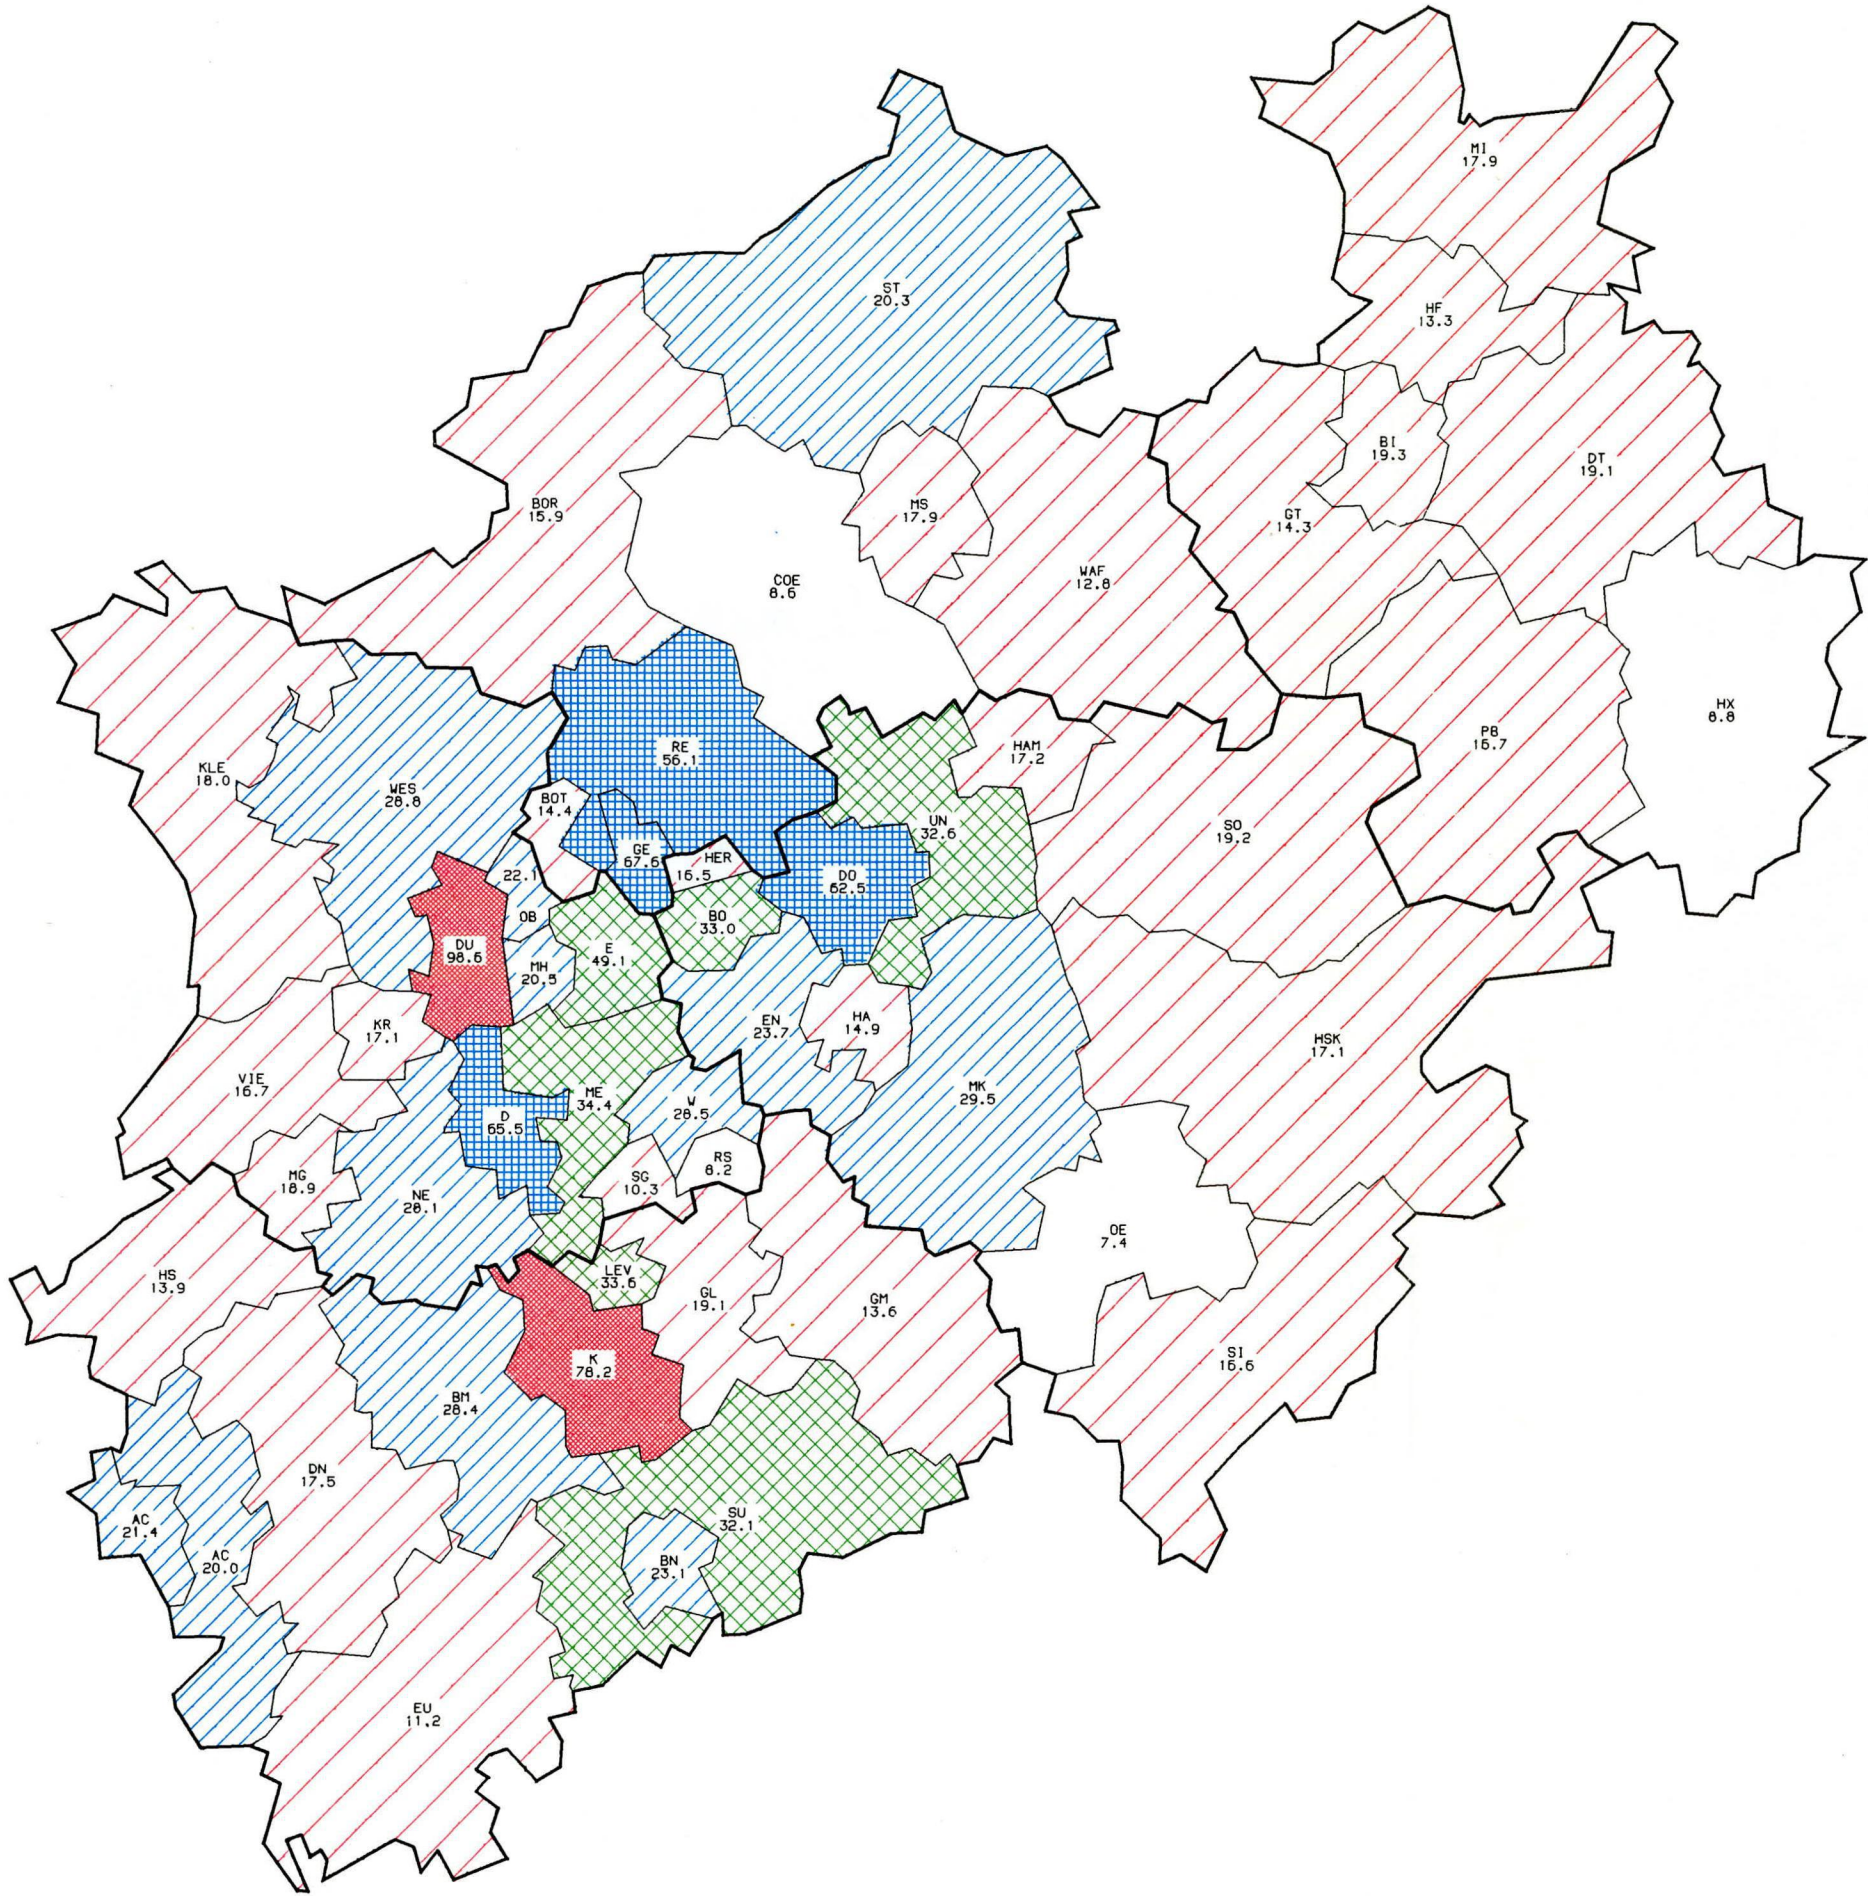 MI
17.9
ST
20.3
HF
13.3
BI
19.3
DT
19.1
BOR
15.9
MS
17.9
GT
14.3
COE
8.6
WAF
12.8
HX
8.8
PB
15.7
RE
56.1
HAM
17.2
KLE
18.0
WES
28.8
BOT
14.4
UN
32.6
SO
19.2
GE
67.6
HER
16.5
22.1
OB
DO
62.5
BO
33.0
DU
98.6
E
49.1
MH
20.5
KR
17.1
EN
23.7
HA
14.9
HSK
17.1
VIE
16.7
ME
34.4
MK
29.5
W
28.5
D
65.5
RS
8.2
MG
18.9
SG
10.3
NE
28.1
OE
7.4
HS
13.9
LEV
33.6
GL
19.1
GM
13.6
K
78.2
SI
16.6
BM
28.4
DN
17.5
SU
32.1
AC
21.4
AC
20.0
BN
23.1
EU
11.2